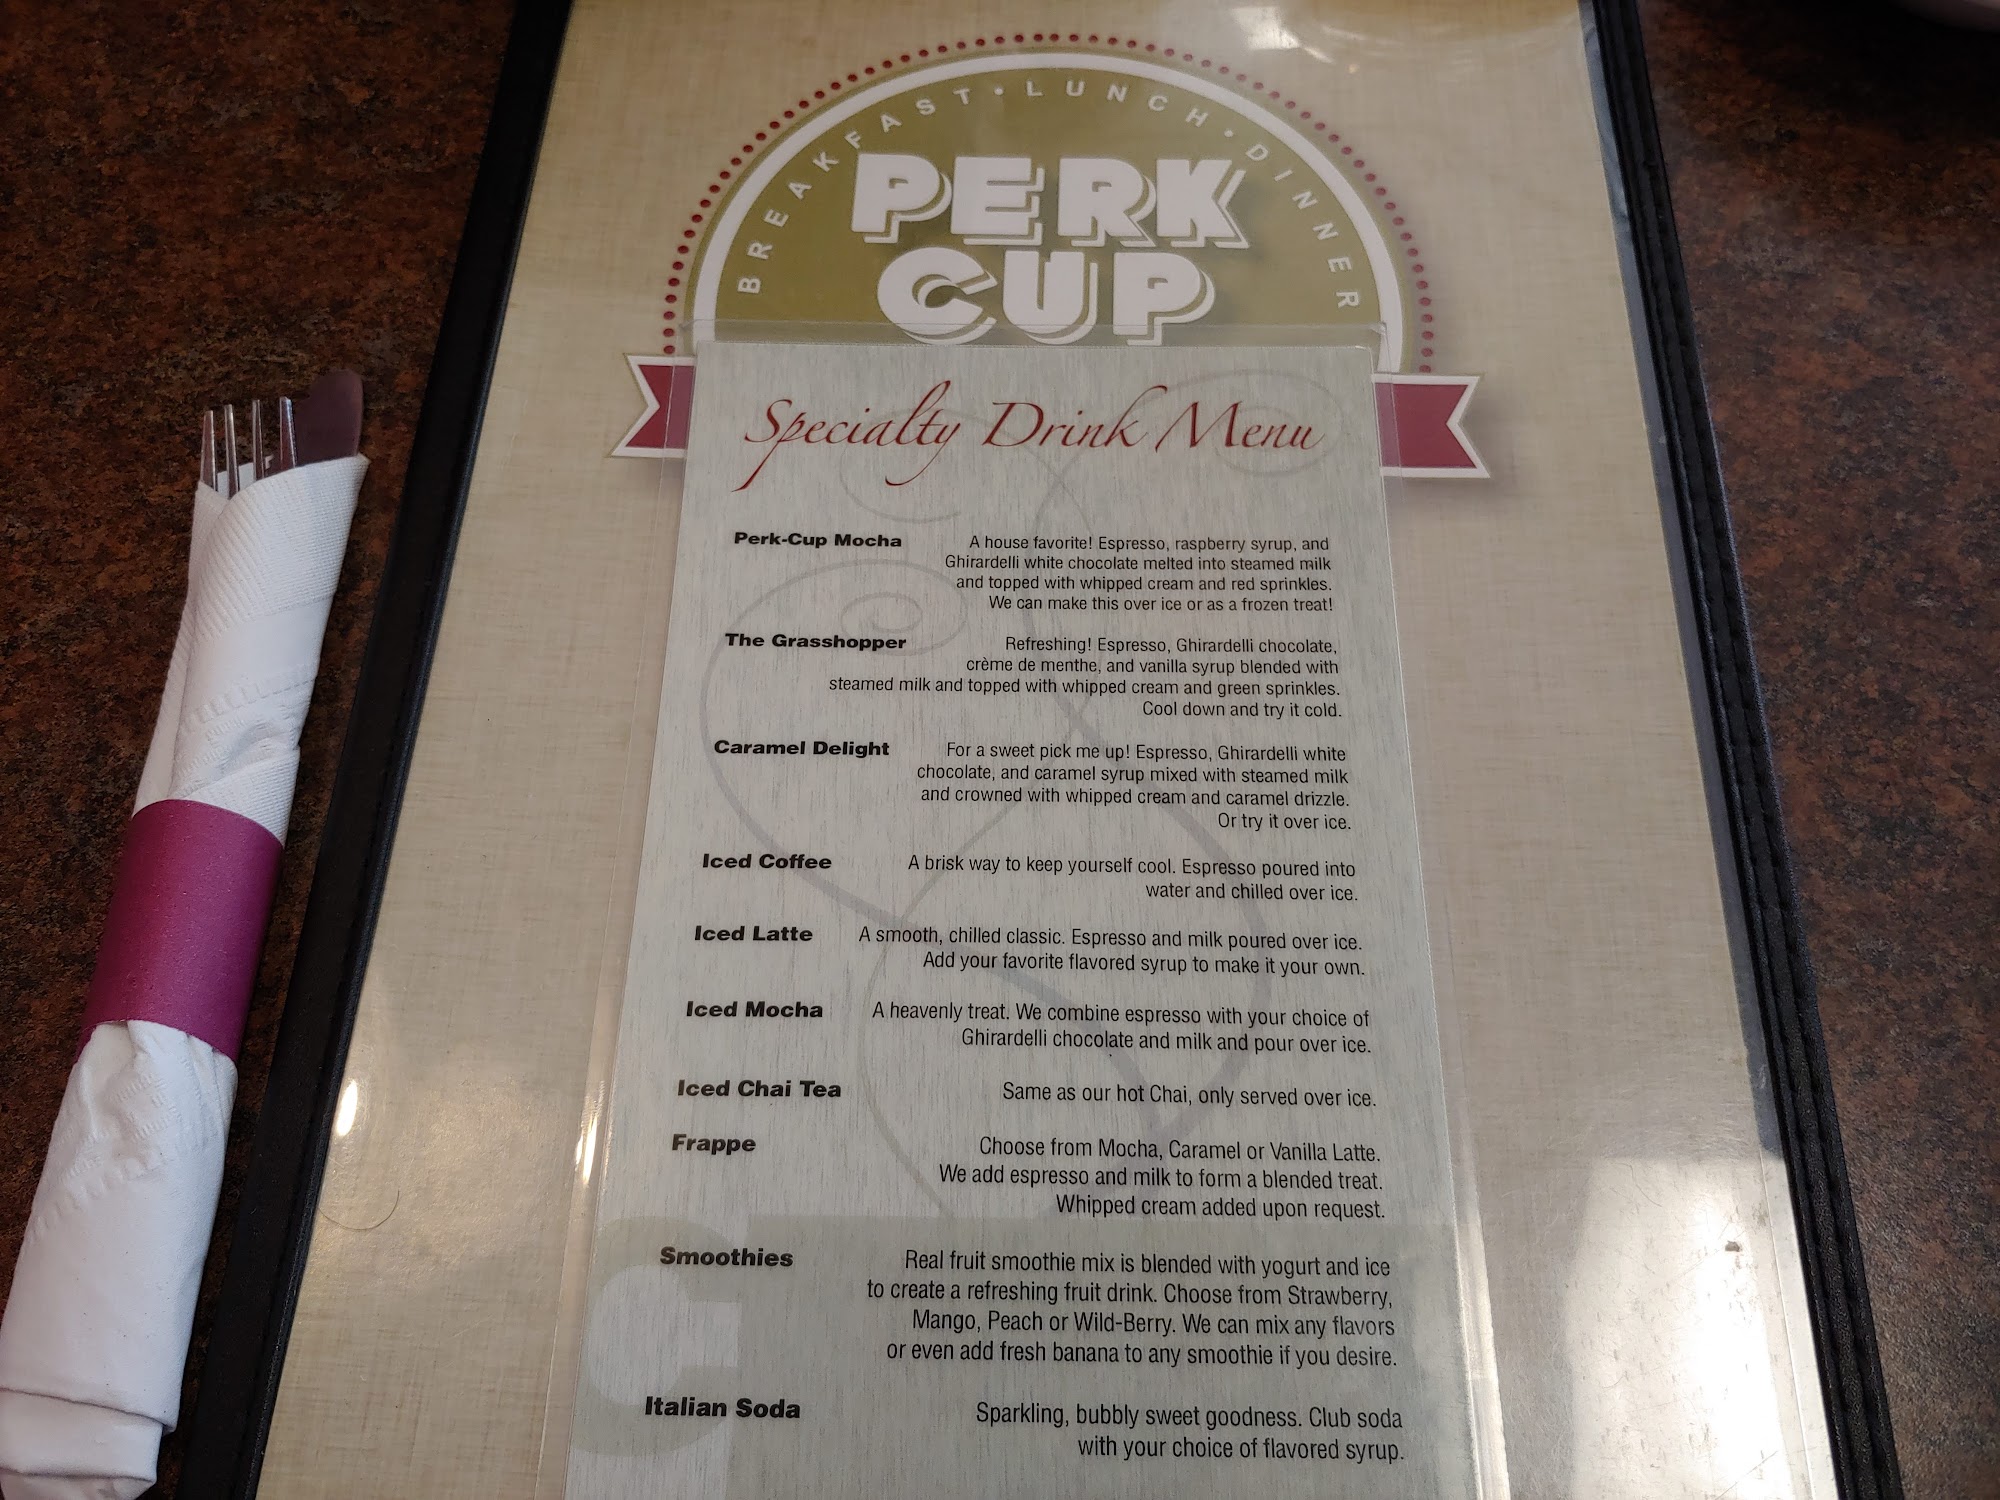 BREAKFAST • LUNCH • DINNER
PERK
CUP
Specialty Drink Menu
Perk-Cup Mocha A house favorite! Espresso, raspberry syrup, and
Ghirardelli white chocolate melted into steamed milk
and topped with whipped cream and red sprinkles.
We can make this over ice or as a frozen treat!
The Grasshopper Refreshing! Espresso, Ghirardelli chocolate,
crème de menthe, and vanilla syrup blended with
steamed milk and topped with whipped cream and green sprinkles.
Cool down and try it cold.
Caramel Delight For a sweet pick me up! Espresso, Ghirardelli white
chocolate, and caramel syrup mixed with steamed milk
and crowned with whipped cream and caramel drizzle.
Or try it over ice.
Iced Coffee A brisk way to keep yourself cool. Espresso poured into
water and chilled over ice.
Iced Latte A smooth, chilled classic. Espresso and milk poured over ice.
Add your favorite flavored syrup to make it your own.
Iced Mocha A heavenly treat. We combine espresso with your choice of
Ghirardelli chocolate and milk and pour over ice.
Iced Chai Tea Same as our hot Chai, only served over ice.
Frappe Choose from Mocha, Caramel or Vanilla Latte.
We add espresso and milk to form a blended treat.
Whipped cream added upon request.
Smoothies Real fruit smoothie mix is blended with yogurt and ice
to create a refreshing fruit drink. Choose from Strawberry,
Mango, Peach or Wild-Berry. We can mix any flavors
or even add fresh banana to any smoothie if you desire.
Italian Soda Sparkling, bubbly sweet goodness. Club soda
with your choice of flavored syrup.